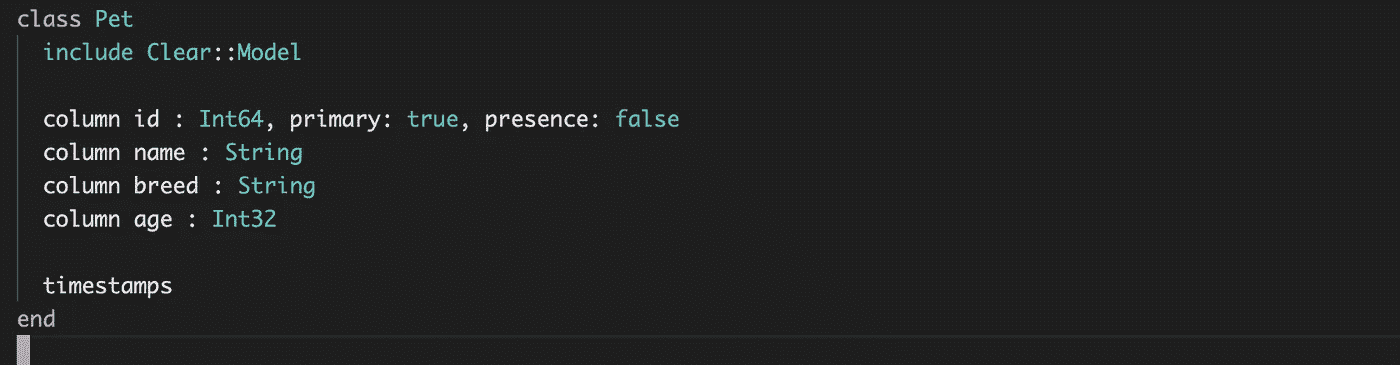 class Pet
include Clear::Model
column id : Int64, primary: true, presence: false
column name : String
column breed : String
column age : Int32
timestamps
end